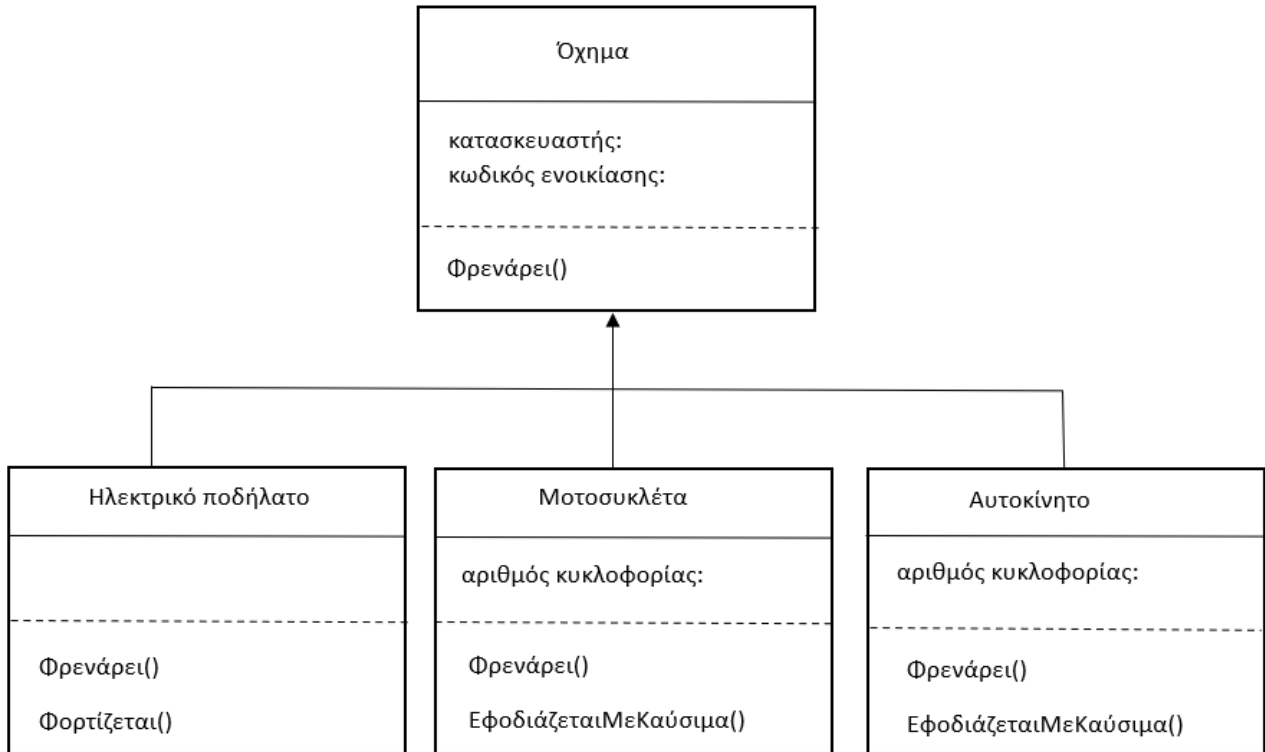 Όχημα
κατασκευαστής:
κωδικός ενοικίασης:
Φρενάρει()
Ηλεκτρικό ποδήλατο
Φρενάρει()
Φορτίζεται()
Μοτοσυκλέτα
αριθμός κυκλοφορίας:
Φρενάρει()
ΕφοδιάζεταιΜεΚαύσιμα()
Αυτοκίνητο
αριθμός κυκλοφορίας:
Φρενάρει()
ΕφοδιάζεταιΜεΚαύσιμα()